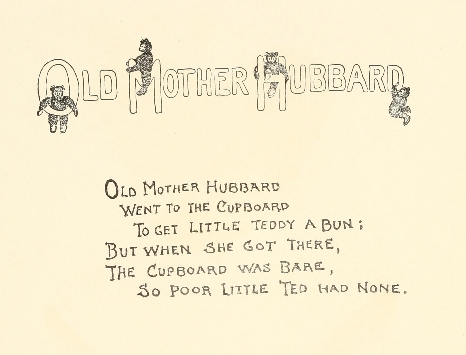 OLD MOTHER HUBBARD
OLD MOTHER HUBBARD
WENT TO THE CUPBOARD
TO GET LITTLE TEDDY A BUN;
BUT WHEN SHE GOT THERE,
THE CUPBOARD WAS BARE,
SO POOR LITTLE TED HAD NONE.